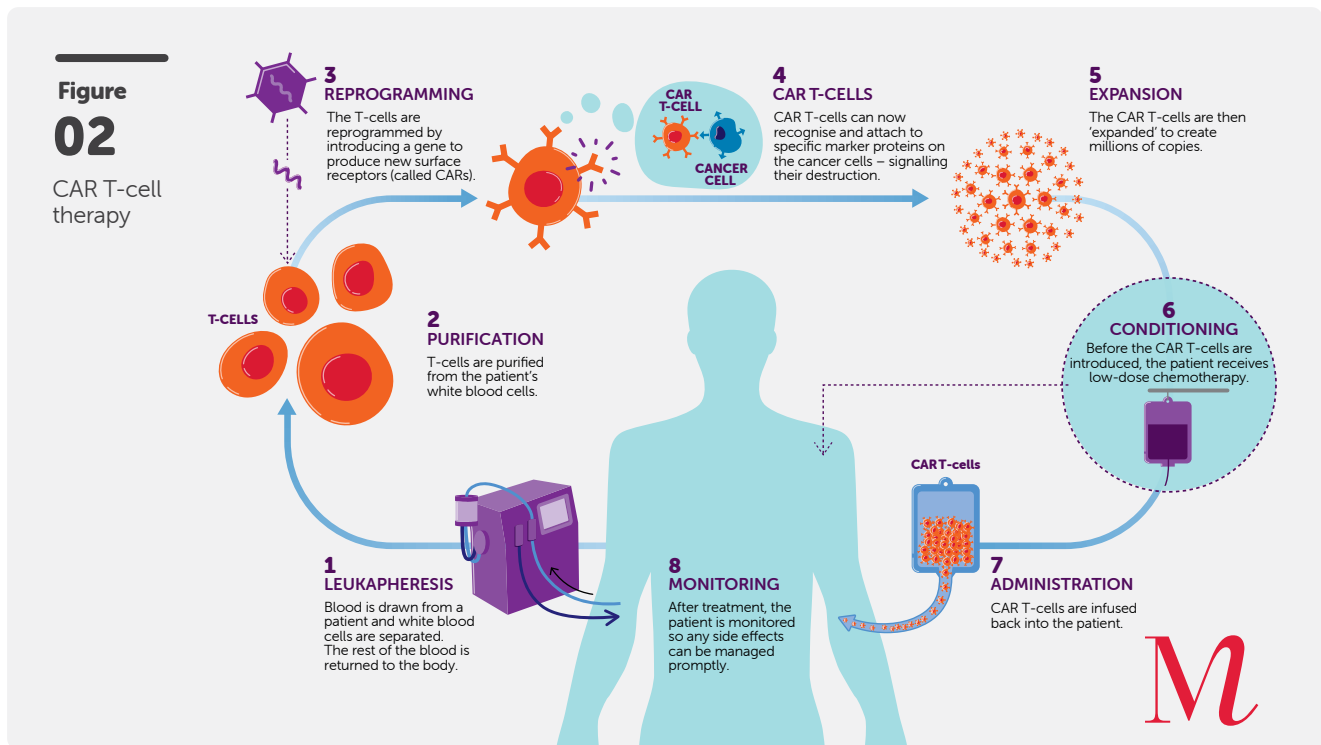 Figure
02
CAR T-cell
therapy
3
REPROGRAMMING
The T-cells are
reprogrammed by
introducing a gene to
produce new surface
receptors (called CARs).
CAR
T-CELL
CANCER
CELL
4
CAR T-CELLS
CAR T-cells can now
recognise and attach to
specific marker proteins on
the cancer cells – signalling
their destruction.
5
EXPANSION
The CAR T-cells are then
‘expanded’ to create
millions of copies.
T-CELLS
2
PURIFICATION
T-cells are purified
from the patient’s
white blood cells.
6
CONDITIONING
Before the CAR T-cells are
introduced, the patient receives
low-dose chemotherapy.
CAR T-cells
1
LEUKAPHERESIS
Blood is drawn from a
patient and white blood
cells are separated.
The rest of the blood is
returned to the body.
8
MONITORING
After treatment, the
patient is monitored
so any side effects
can be managed
promptly.
7
ADMINISTRATION
CAR T-cells are infused
back into the patient.
M